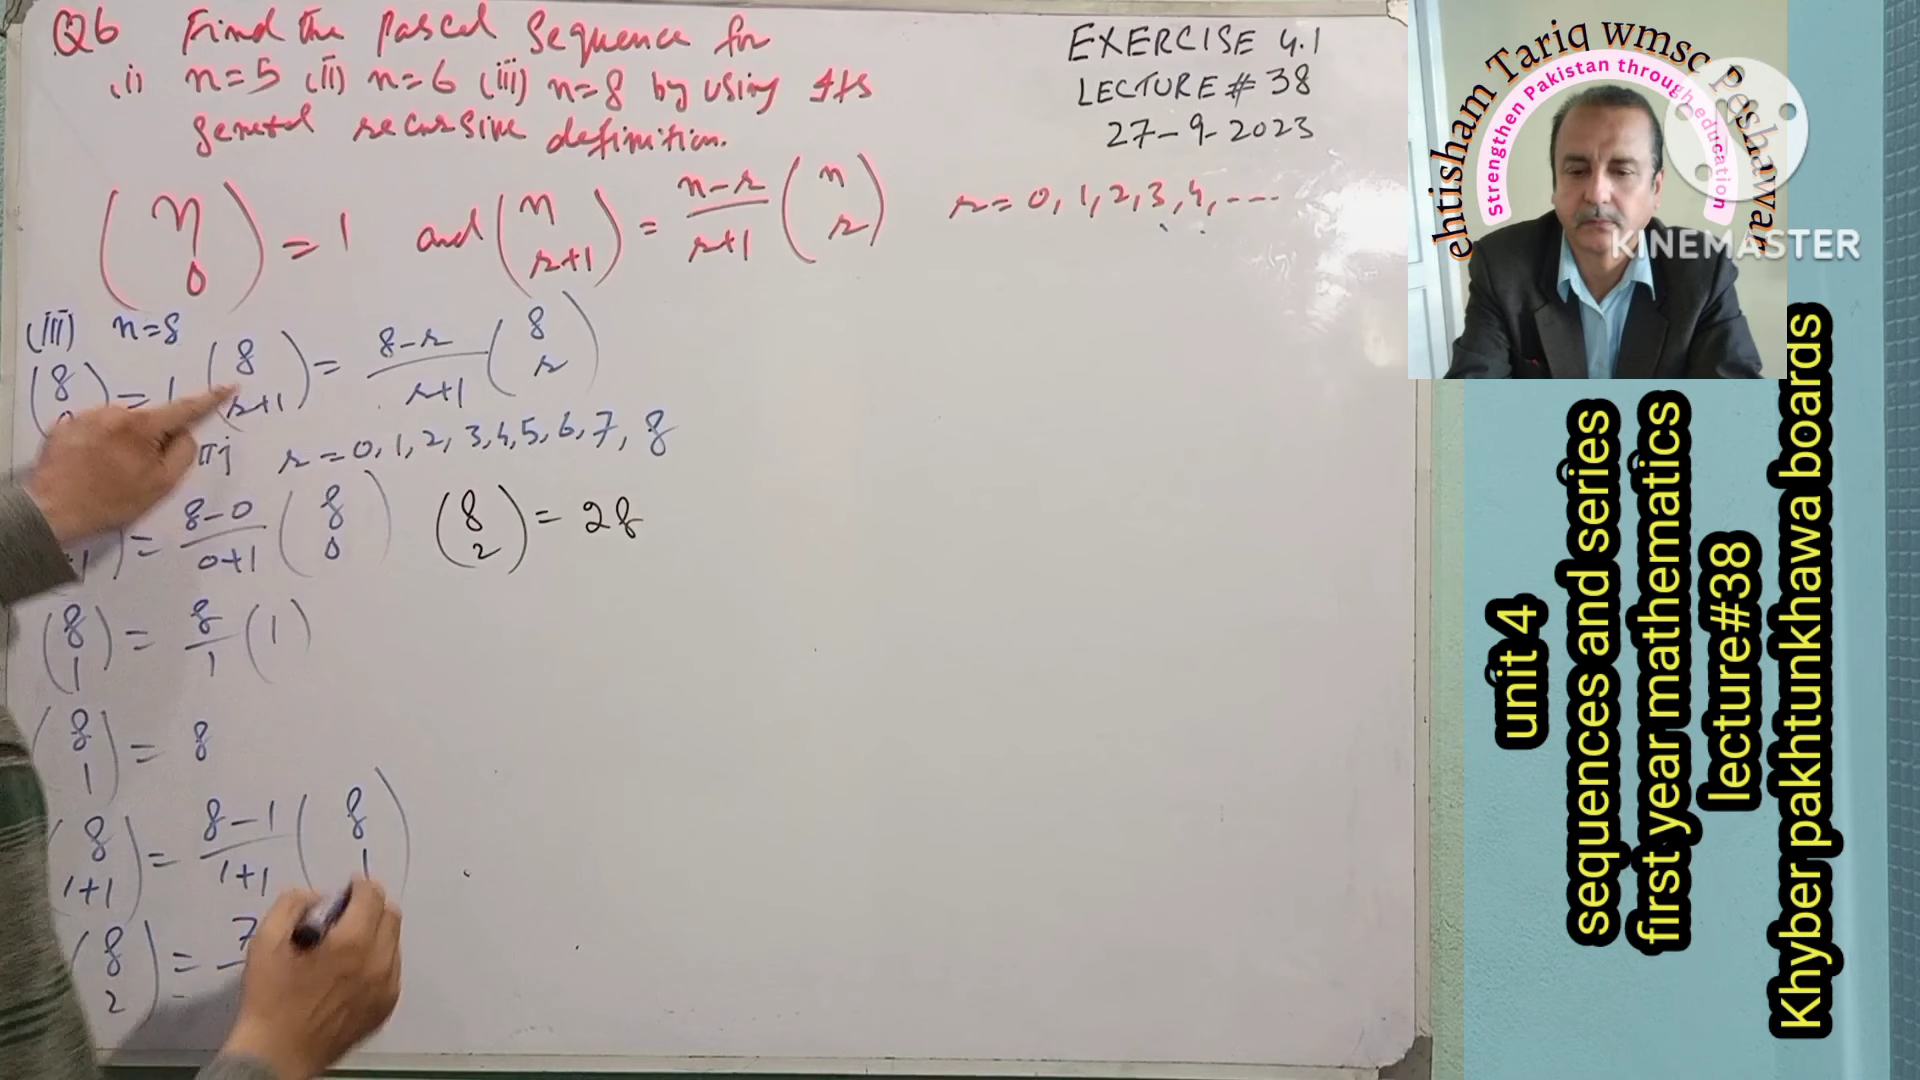 Q6 Find the Pascal Sequence for
(i) n=5 (ii) n=6 (iii) n=8 by using its
general recursive definition.
(n 0) = 1 and (n r+1) = n-r/r+1 (n r) r = 0, 1, 2, 3, 4, ----
EXERCISE 4.1
LECTURE # 38
27-9-2023
(iii) n=8
(8 = 1 (8 r+1) = 8-r/r+1 (8 r)
r = 0, 1, 2, 3, 4, 5, 6, 7, 8
+1) = 8-0/0+1 (8 0) (8 2) = 28
(8 1) = 8/1 (1)
(8 1) = 8
(8 1+1) = 8-1/1+1 (8 1
(8 2) = 7
ehtisham Tariq wmsc Peshawar
Strengthen Pakistan through education
KINEMASTER
unit 4
sequences and series
first year mathematics
lecture#38
Khyber pakhtunkhawa boards